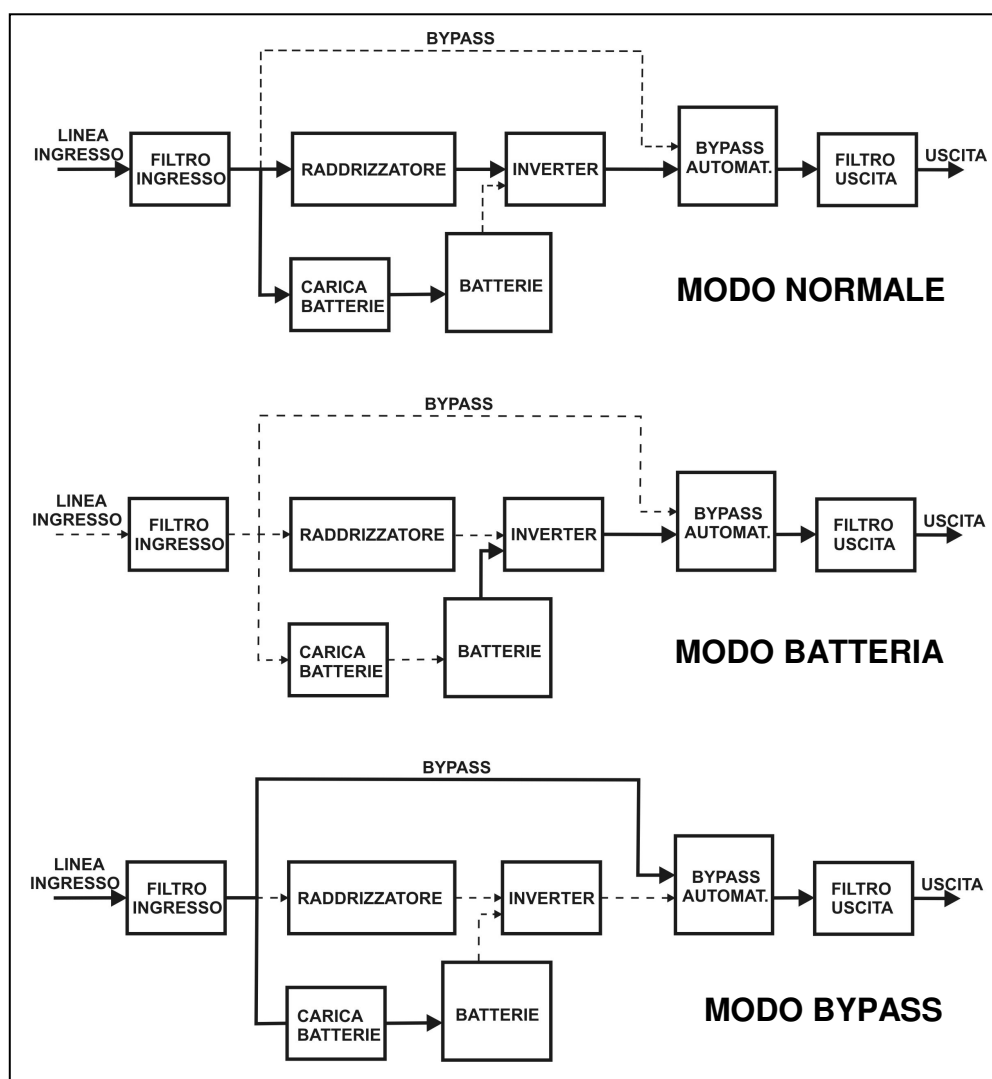 BYPASS
LINEA
INGRESSO
FILTRO
INGRESSO
RADDRIZZATORE
INVERTER
BYPASS
AUTOMAT.
FILTRO
USCITA
USCITA
CARICA
BATTERIE
BATTERIE
MODO NORMALE
BYPASS
LINEA
INGRESSO
FILTRO
INGRESSO
RADDRIZZATORE
INVERTER
BYPASS
AUTOMAT.
FILTRO
USCITA
USCITA
CARICA
BATTERIE
BATTERIE
MODO BATTERIA
BYPASS
LINEA
INGRESSO
FILTRO
INGRESSO
RADDRIZZATORE
INVERTER
BYPASS
AUTOMAT.
FILTRO
USCITA
USCITA
CARICA
BATTERIE
BATTERIE
MODO BYPASS